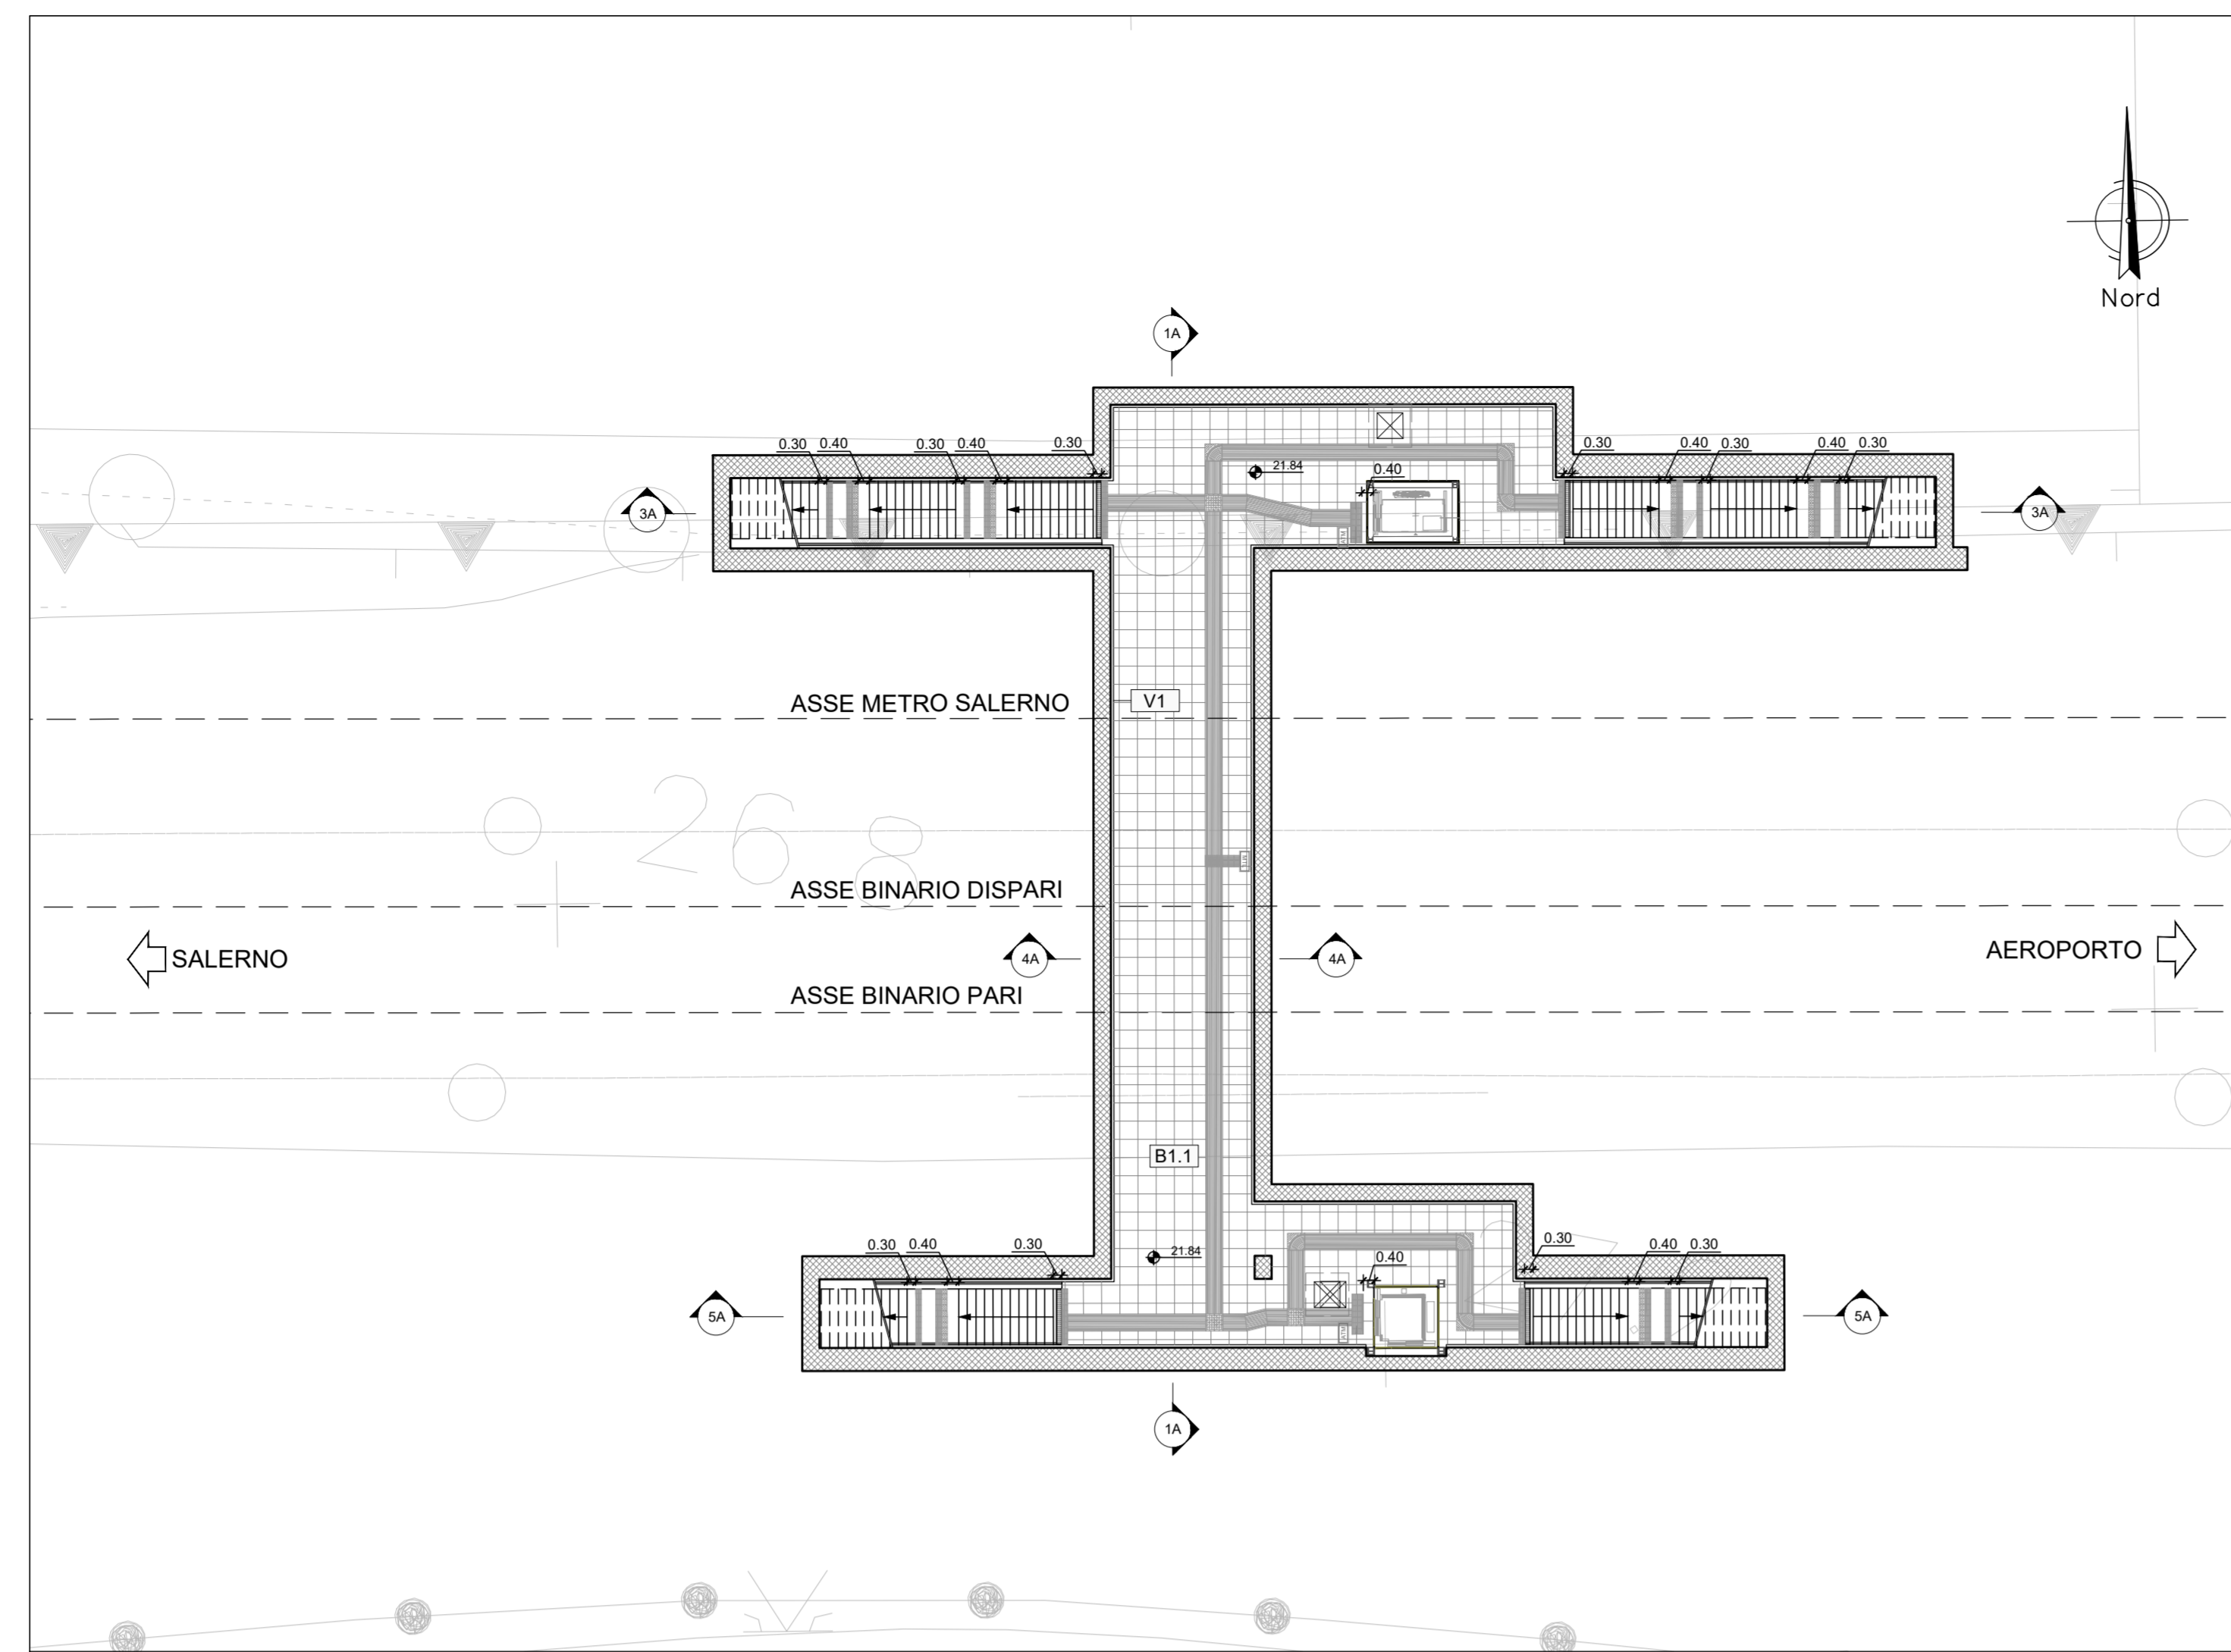 Nord
1A
0.30 0.40 0.30 0.40 0.30 0.30 0.40 0.30 0.40 0.30
21.84
0.40
3A
3A
ATM
ASSE METRO SALERNO
V1
268
ASSE BINARIO DISPARI
SALERNO
4A
4A
AEROPORTO
ASSE BINARIO PARI
B1.1
0.30 0.40 0.30 0.30 0.40 0.30
21.84
0.40
5A
5A
ATM
1A